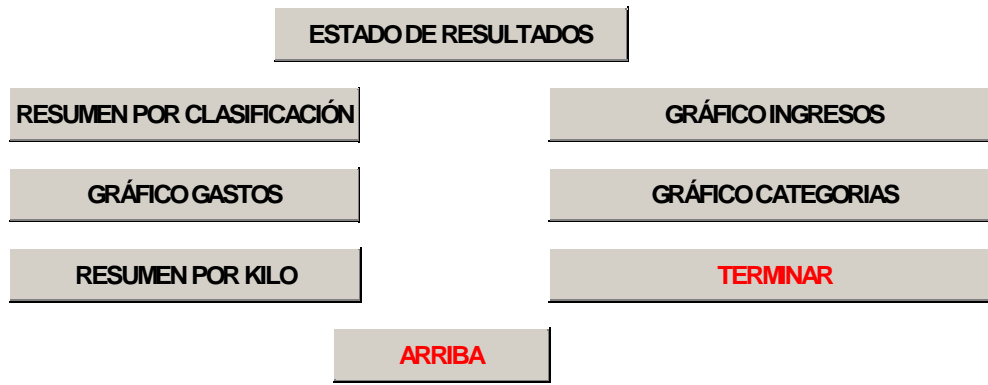 ESTADO DE RESULTADOS
RESUMEN POR CLASIFICACIÓN
GRÁFICO INGRESOS
GRÁFICO GASTOS
GRÁFICO CATEGORIAS
RESUMEN POR KILO
TERMINAR
ARRIBA